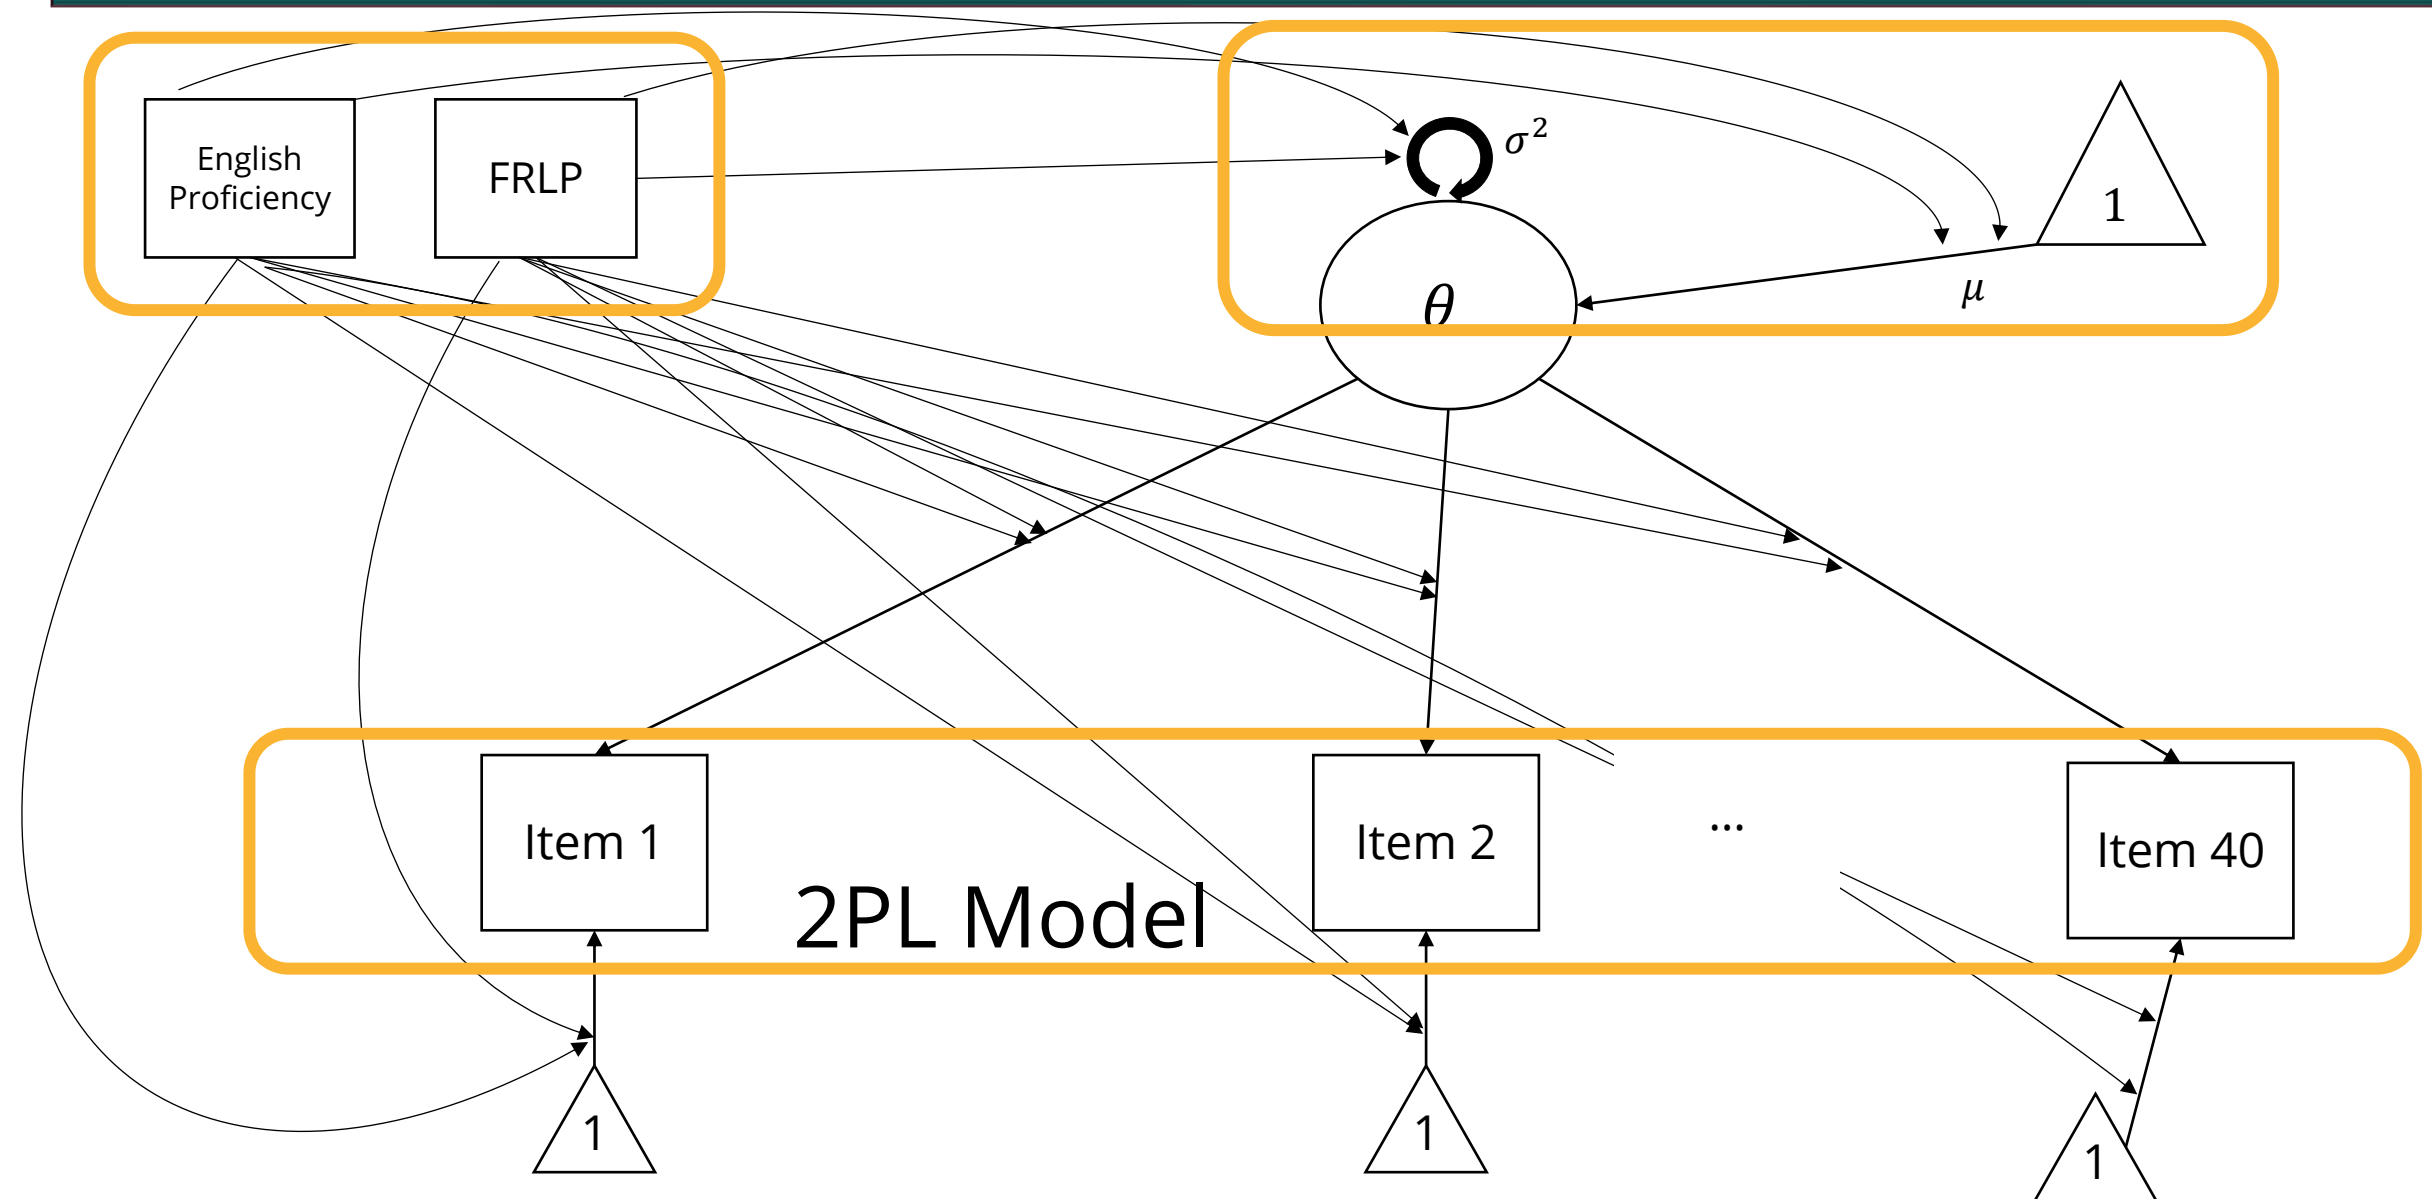 English
Proficiency
FRLP
σ²
1
θ
μ
Item 1
Item 2
...
Item 40
2PL Model
1
1
1